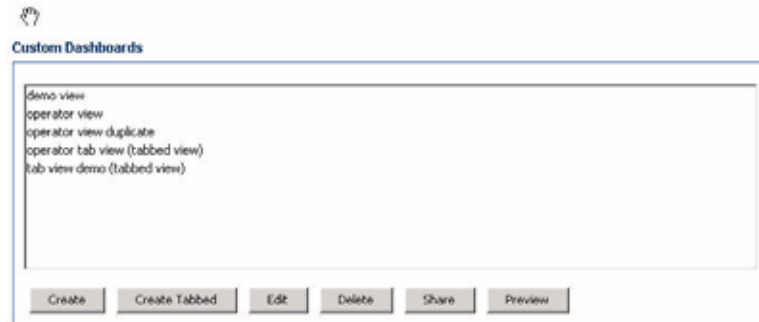 Custom Dashboards
demo view
operator view
operator view duplicate
operator tab view (tabbed view)
tab view demo (tabbed view)
Create Create Tabbed Edit Delete Share Preview